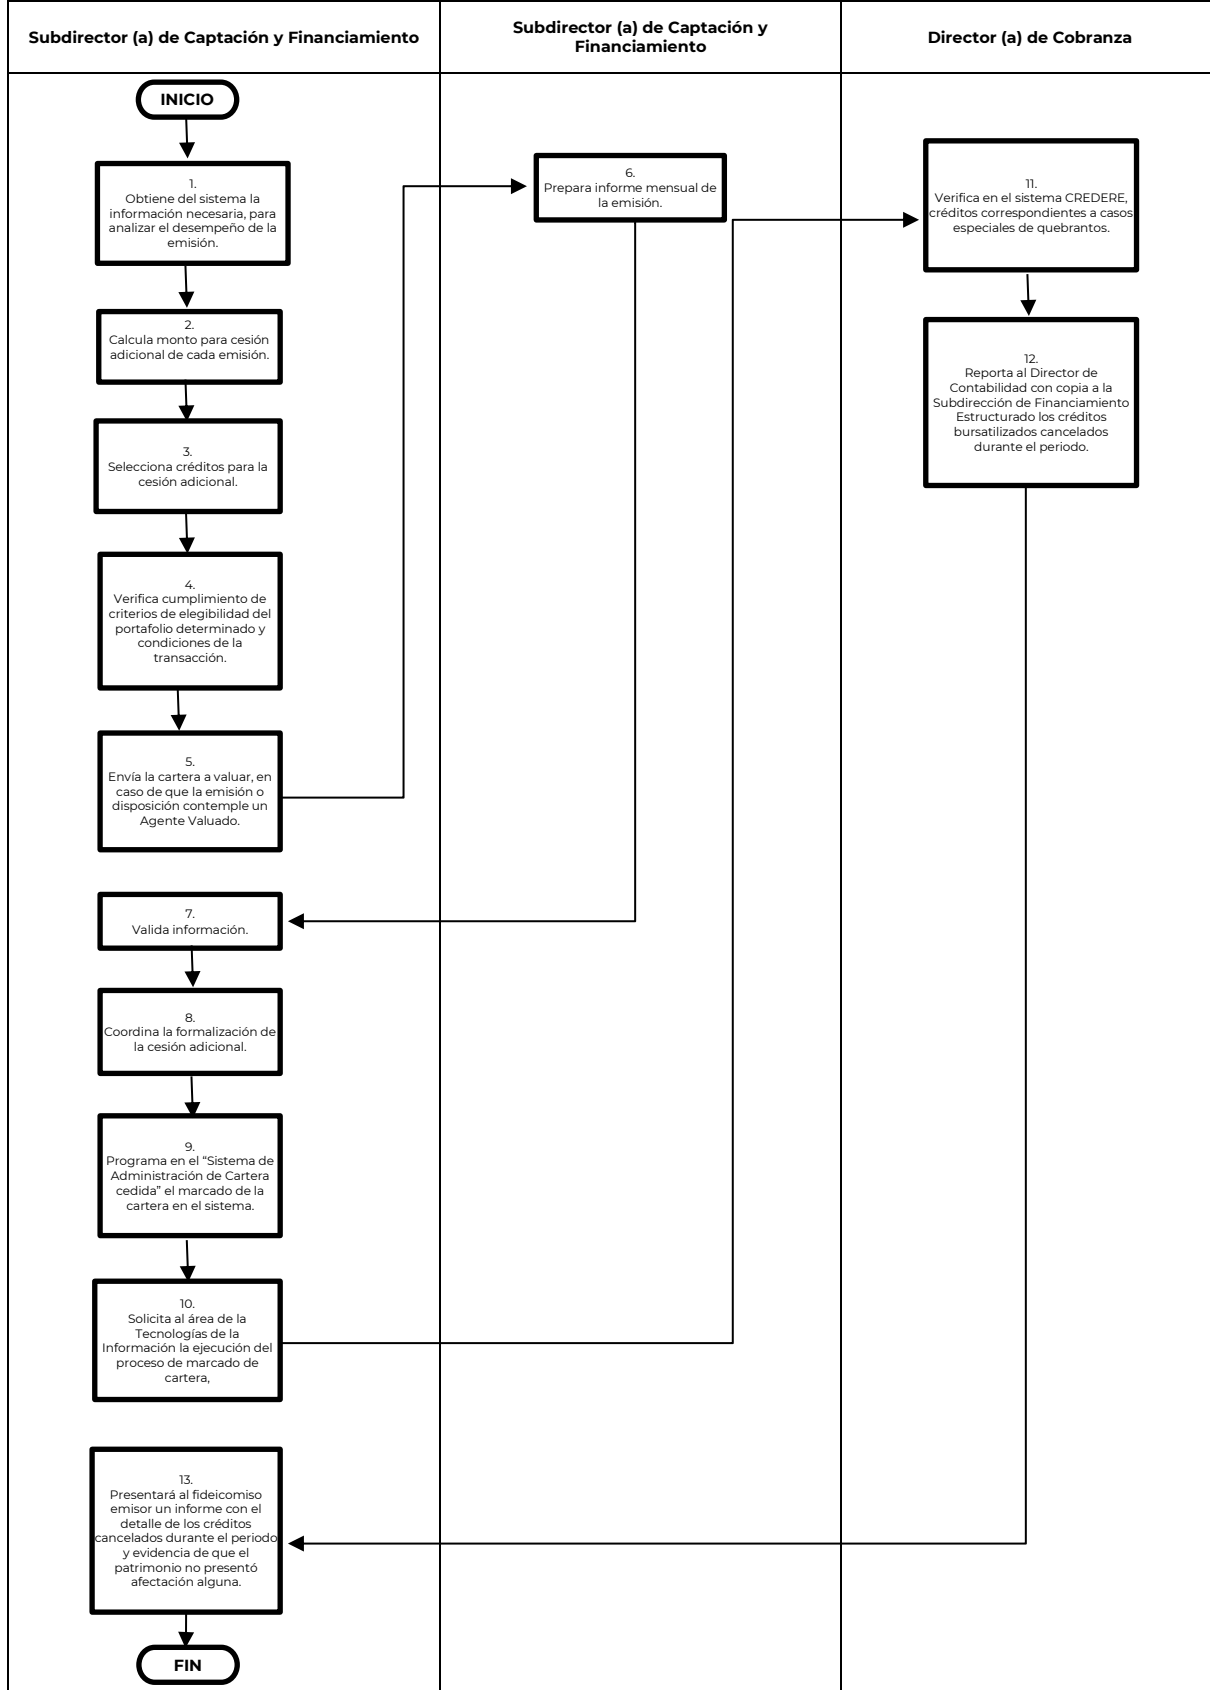 Subdirector (a) de Captación y Financiamiento
Subdirector (a) de Captación y
Financiamiento
Director (a) de Cobranza
INICIO
1.
Obtiene del sistema la
información necesaria, para
analizar el desempeño de la
emisión.
2.
Calcula monto para cesión
adicional de cada emisión.
3.
Selecciona créditos para la
cesión adicional.
4.
Verifica cumplimiento de
criterios de elegibilidad del
portafolio determinado y
condiciones de la
transacción.
5.
Envía la cartera a valuar, en
caso de que la emisión o
disposición contemple un
Agente Valuado.
6.
Prepara informe mensual de
la emisión.
7.
Valida información.
8.
Coordina la formalización de
la cesión adicional.
9.
Programa en el “Sistema de
Administración de Cartera
cedida” el marcado de la
cartera en el sistema.
10.
Solicita al área de la
Tecnologías de la
Información la ejecución del
proceso de marcado de
cartera,
11.
Verifica en el sistema CREDERE,
créditos correspondientes a casos
especiales de quebrantos.
12.
Reporta al Director de
Contabilidad con copia a la
Subdirección de Financiamiento
Estructurado los créditos
bursatilizados cancelados
durante el periodo.
13.
Presentará al fideicomiso
emisor un informe con el
detalle de los créditos
cancelados durante el periodo
y evidencia de que el
patrimonio no presentó
afectación alguna.
FIN